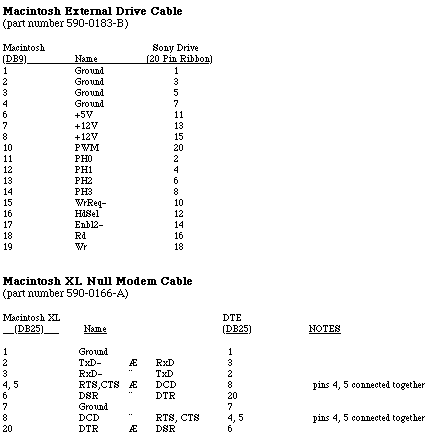 Macintosh External Drive Cable
(part number 590-0183-B)
Macintosh Sony Drive
(DB9) Name (20 Pin Ribbon)
1 Ground 1
2 Ground 3
3 Ground 5
4 Ground 7
6 +5V 11
7 +12V 13
8 +12V 15
10 PWM 20
11 PH0 2
12 PH1 4
13 PH2 6
14 PH3 8
15 WrReq- 10
16 HdSel 12
17 Enbl2- 14
18 Rd 16
19 Wr 18
Macintosh XL Null Modem Cable
(part number 590-0166-A)
Macintosh XL DTE
(DB25) Name (DB25) NOTES
1 Ground 1
2 TxD- Æ RxD 3
3 RxD- ¨ TxD 2
4, 5 RTS,CTS Æ DCD 8 pins 4, 5 connected together
6 DSR ¨ DTR 20
7 Ground 7
8 DCD ¨ RTS, CTS 4, 5 pins 4, 5 connected together
20 DTR Æ DSR 6